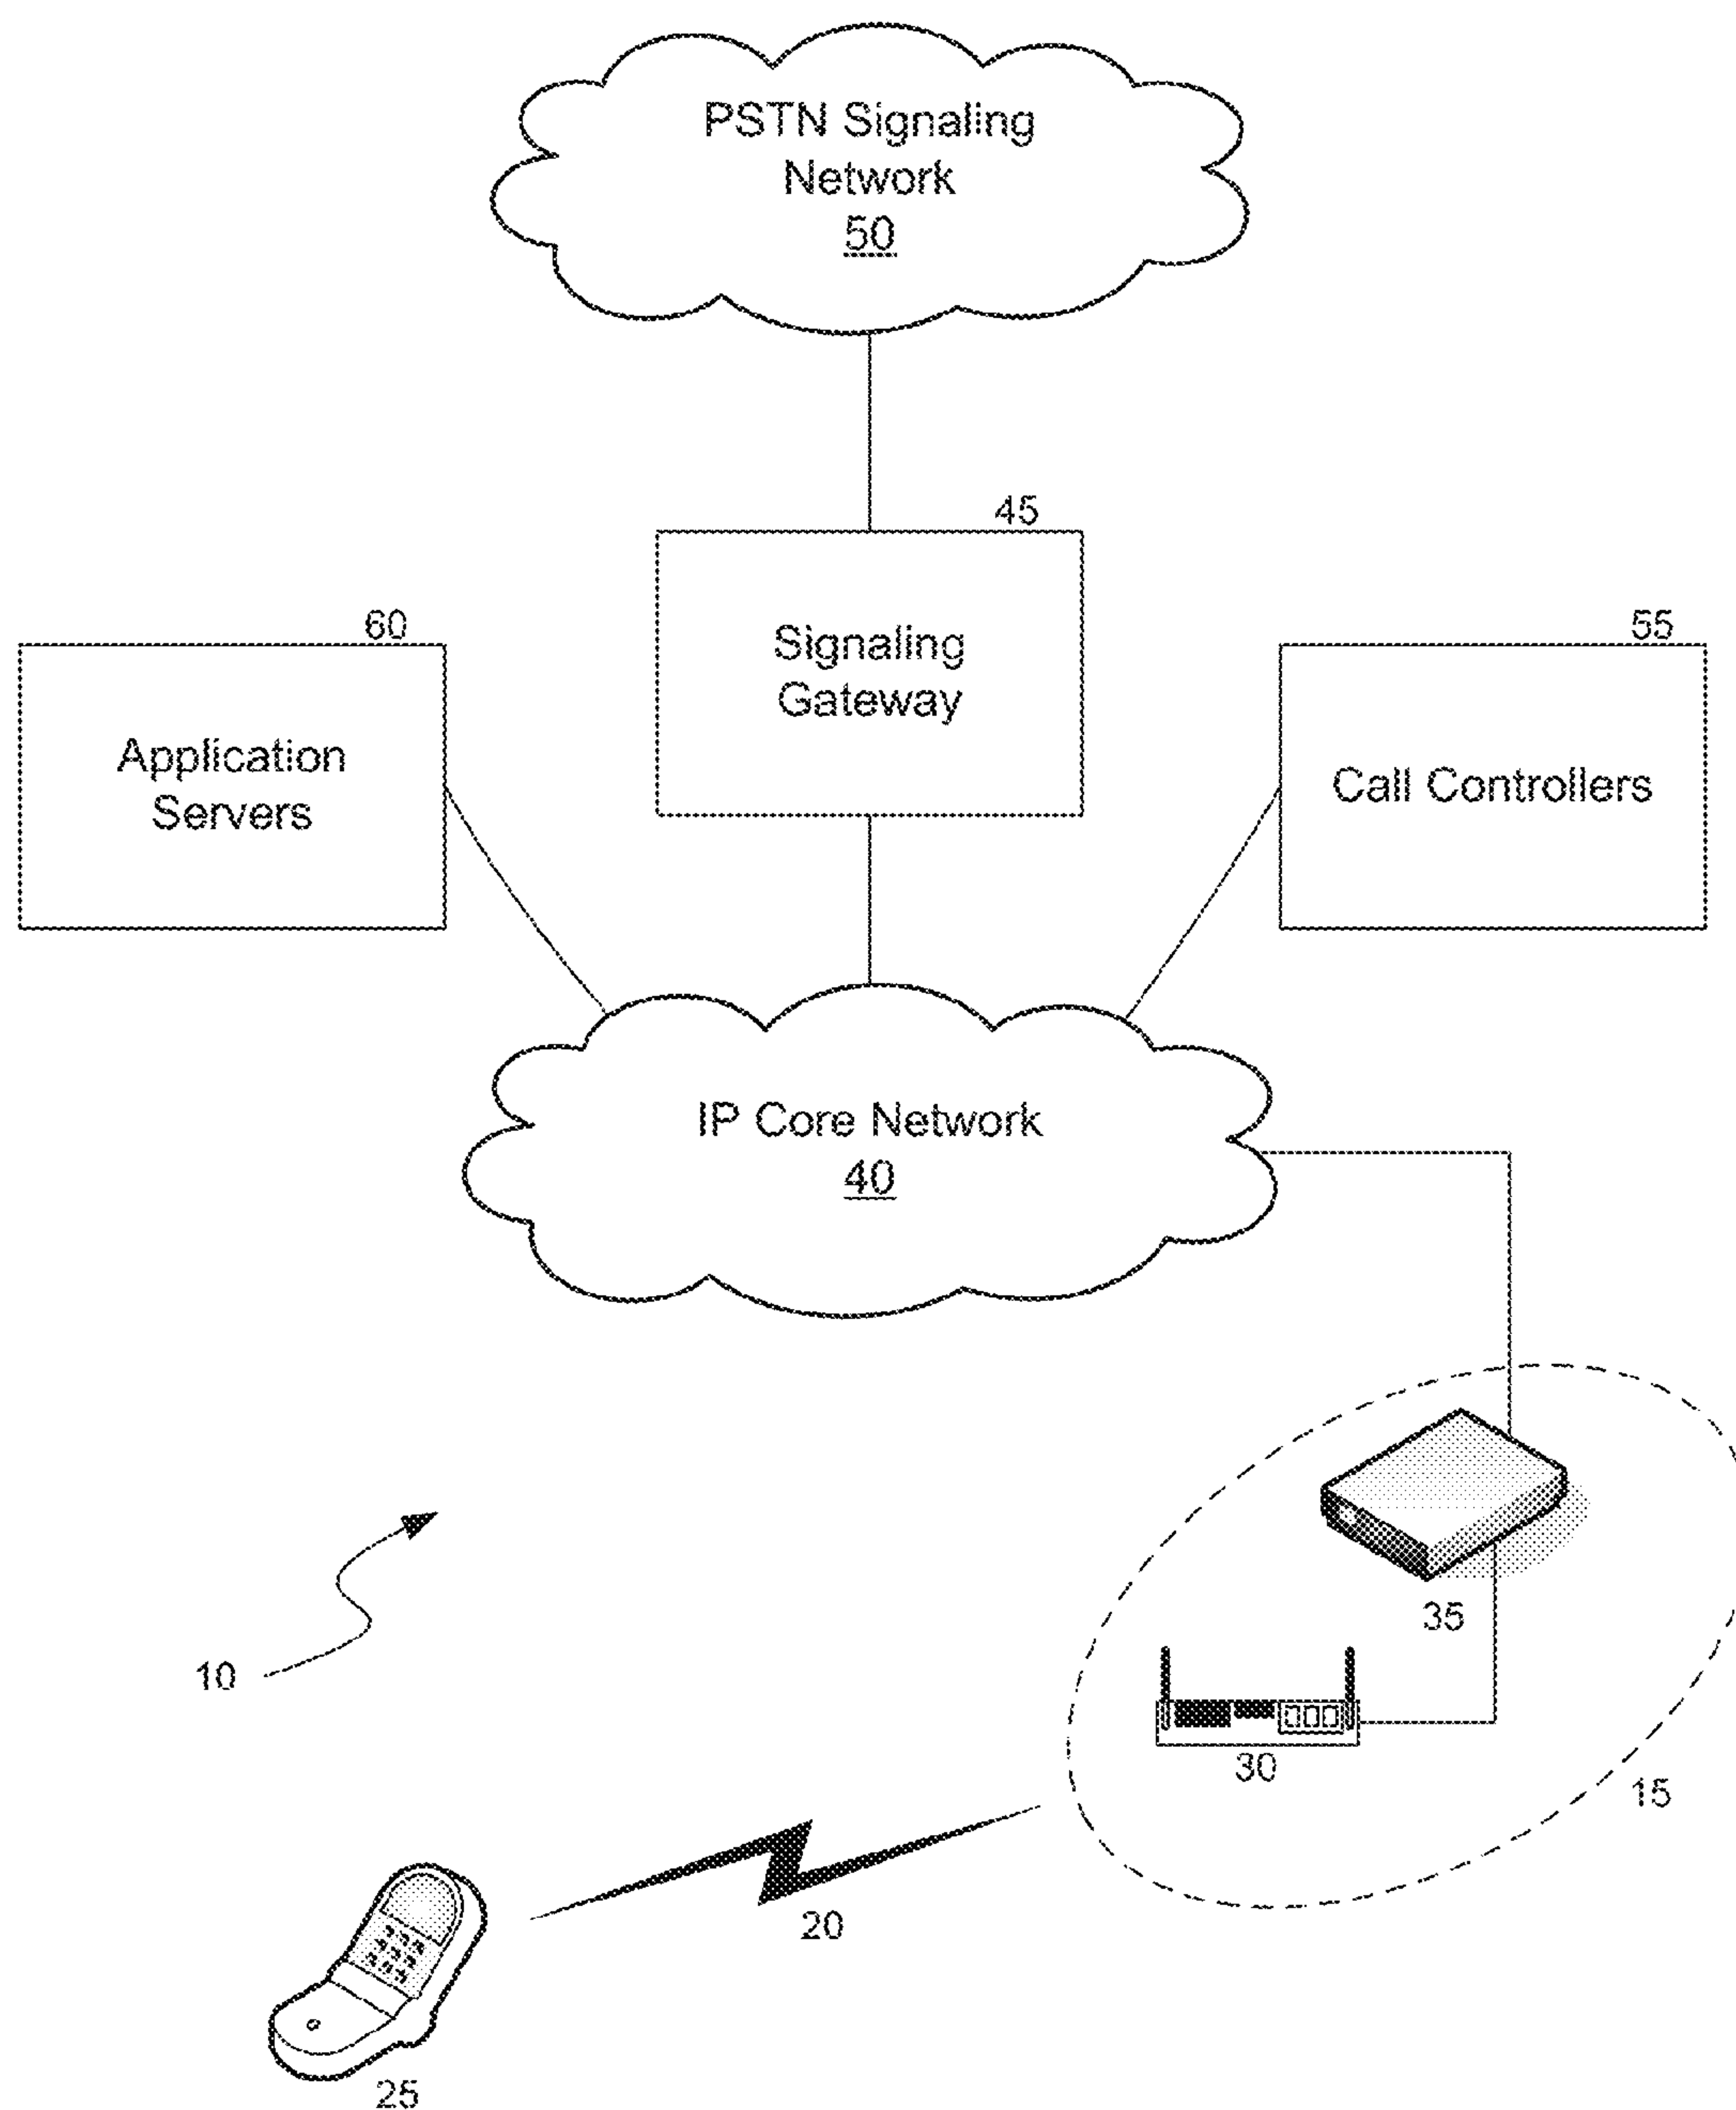 PSTN Signaling
Network
50
45
Signaling
Gateway
60
Application
Servers
55
Call Controllers
IP Core Network
40
35
10
30
15
20
25